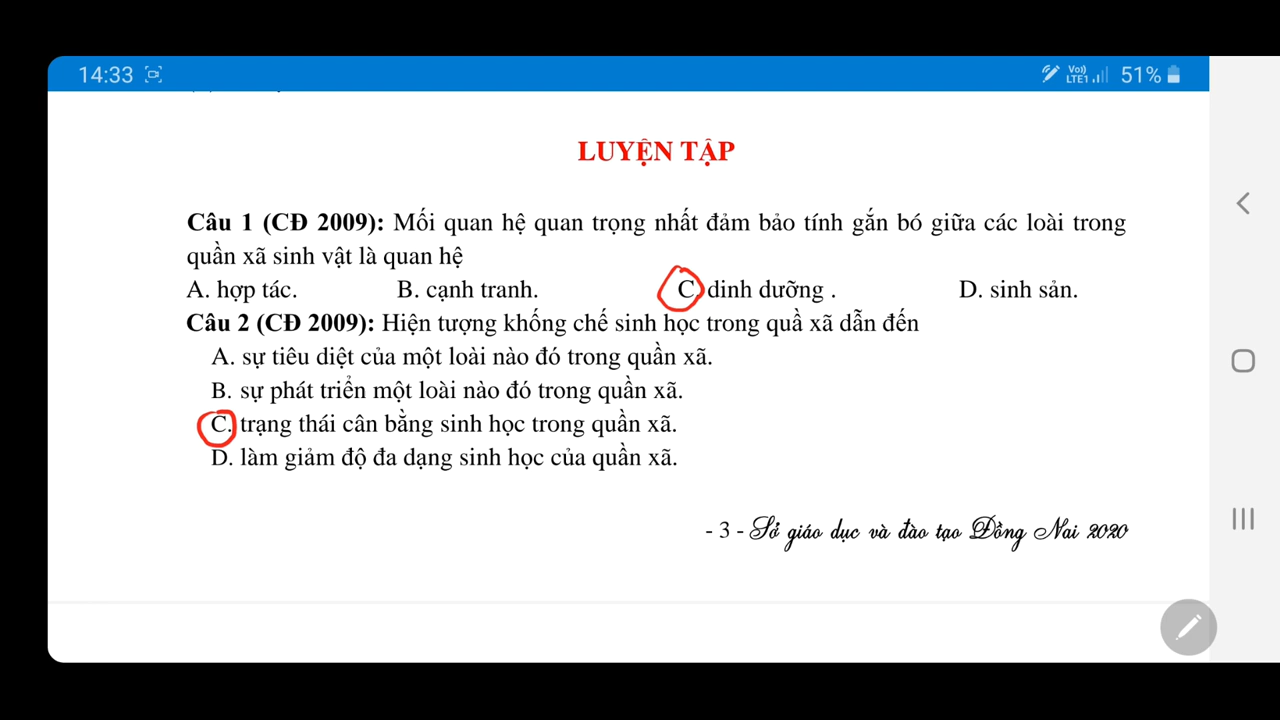 14:33
Vo)) LTE1 51%
LUYỆN TẬP
Câu 1 (CĐ 2009): Mối quan hệ quan trọng nhất đảm bảo tính gắn bó giữa các loài trong
quần xã sinh vật là quan hệ
A. hợp tác. B. cạnh tranh. C. dinh dưỡng . D. sinh sản.
Câu 2 (CĐ 2009): Hiện tượng khống chế sinh học trong quầ xã dẫn đến
A. sự tiêu diệt của một loài nào đó trong quần xã.
B. sự phát triển một loài nào đó trong quần xã.
C. trạng thái cân bằng sinh học trong quần xã.
D. làm giảm độ đa dạng sinh học của quần xã.
- 3 - Sở giáo dục và đào tạo Đồng Nai 2020